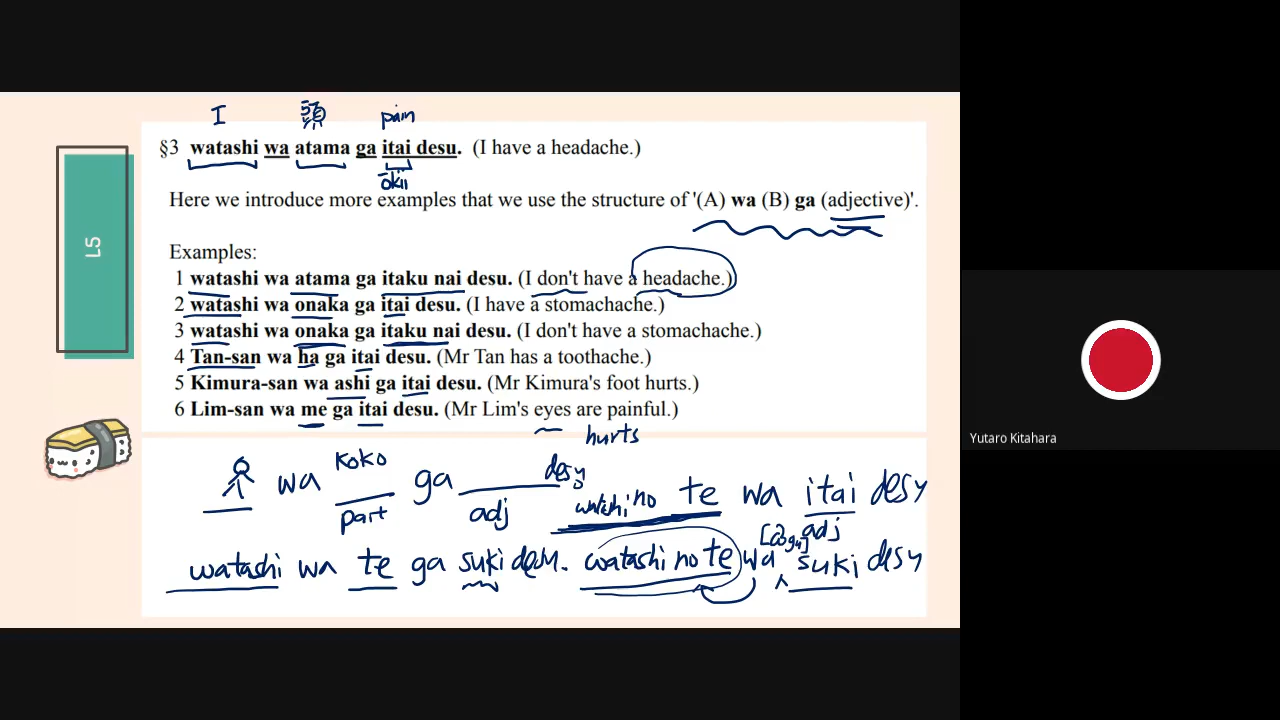 I 頭 pain
§3 watashi wa atama ga itai desu. (I have a headache.)
ōkii
Here we introduce more examples that we use the structure of '(A) wa (B) ga (adjective)'.
L5
Examples:
1 watashi wa atama ga itaku nai desu. (I don't have a headache.)
2 watashi wa onaka ga itai desu. (I have a stomachache.)
3 watashi wa onaka ga itaku nai desu. (I don't have a stomachache.)
4 Tan-san wa ha ga itai desu. (Mr Tan has a toothache.)
5 Kimura-san wa ashi ga itai desu. (Mr Kimura's foot hurts.)
6 Lim-san wa me ga itai desu. (Mr Lim's eyes are painful.)
hurts
wa koko ga desu
part adj
watashi no te wa itai desu
adj
watashi wa te ga suki desu. watashi no te wa suki desu
Yutaro Kitahara